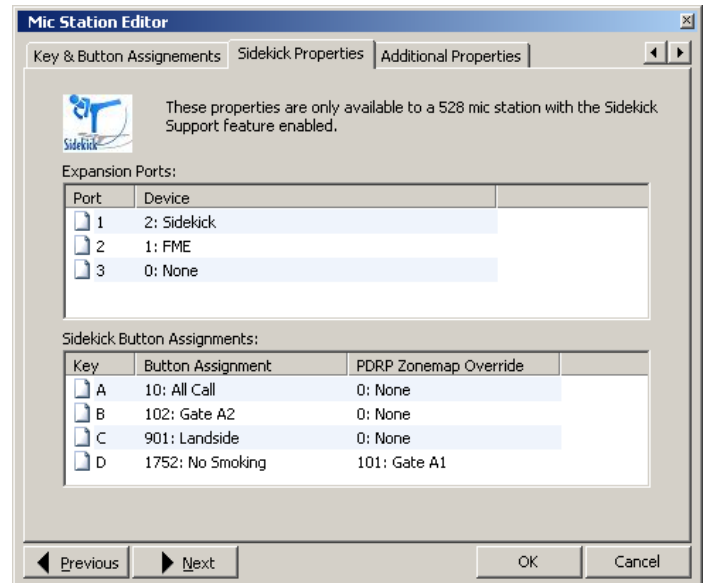 Mic Station Editor
Key & Button Assignements Sidekick Properties Additional Properties
These properties are only available to a 528 mic station with the Sidekick
Support feature enabled.
Sidekick
Expansion Ports:
Port Device
1 2: Sidekick
2 1: FME
3 0: None
Sidekick Button Assignments:
Key Button Assignment PDRP Zonemap Override
A 10: All Call 0: None
B 102: Gate A2 0: None
C 901: Landside 0: None
D 1752: No Smoking 101: Gate A1
Previous Next OK Cancel